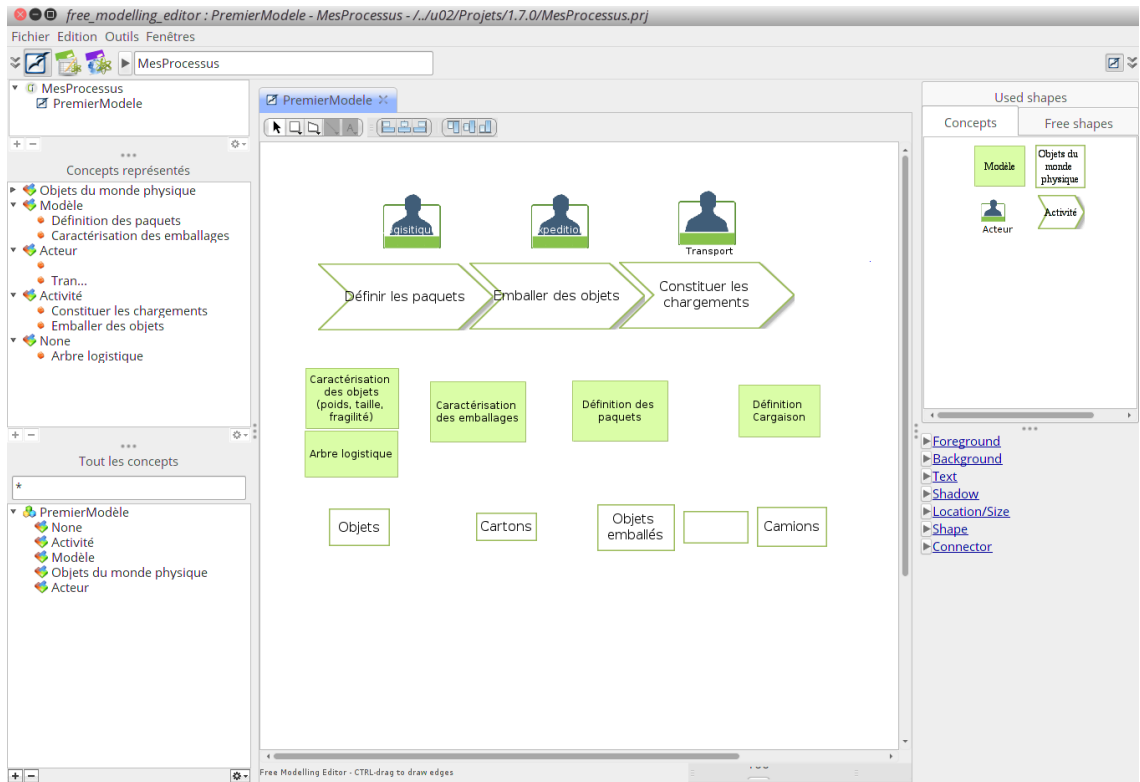 free_modelling_editor : PremierModele - MesProcessus - /../u02/Projets/1.7.0/MesProcessus.prj
Fichier Edition Outils Fenêtres
MesProcessus
MesProcessus
PremierModele
Concepts représentés
Objets du monde physique
Modèle
Définition des paquets
Caractérisation des emballages
Acteur
Tran...
Activité
Constituer les chargements
Emballer des objets
None
Arbre logistique
Tout les concepts
*
PremierModèle
None
Activité
Modèle
Objets du monde physique
Acteur
PremierModele
A
ogisitiqu
xpedition
Transport
Définir les paquets
Emballer des objets
Constituer les
chargements
Caractérisation
des objets
(poids, taille,
fragilité)
Arbre logistique
Caractérisation
des emballages
Définition des
paquets
Définition
Cargaison
Objets
Cartons
Objets
emballés
Camions
Free Modelling Editor - CTRL-drag to draw edges
Used shapes
Concepts
Free shapes
Modèle
Objets du
monde
physique
Acteur
Activité
Foreground
Background
Text
Shadow
Location/Size
Shape
Connector